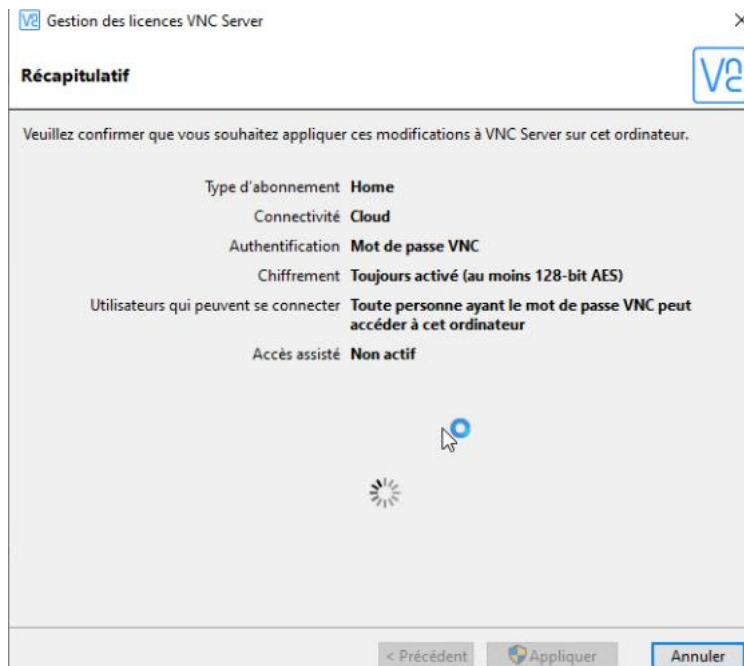 Gestion des licences VNC Server
Récapitulatif
Veuillez confirmer que vous souhaitez appliquer ces modifications à VNC Server sur cet ordinateur.
Type d'abonnement Home
Connectivité Cloud
Authentification Mot de passe VNC
Chiffrement Toujours activé (au moins 128-bit AES)
Utilisateurs qui peuvent se connecter Toute personne ayant le mot de passe VNC peut
accéder à cet ordinateur
Accès assisté Non actif
< Précédent Appliquer Annuler